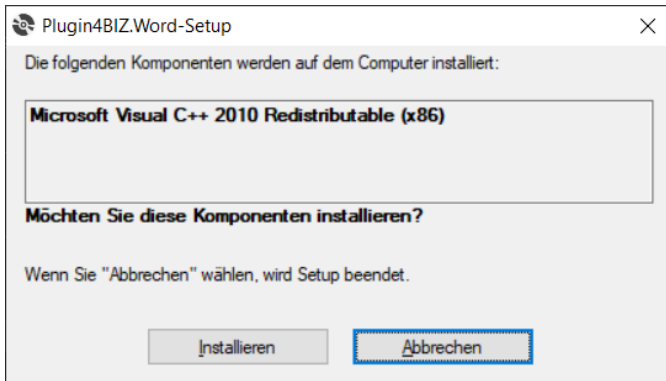 Plugin4BIZ.Word-Setup
Die folgenden Komponenten werden auf dem Computer installiert:
Microsoft Visual C++ 2010 Redistributable (x86)
Möchten Sie diese Komponenten installieren?
Wenn Sie "Abbrechen" wählen, wird Setup beendet.
Installieren Abbrechen